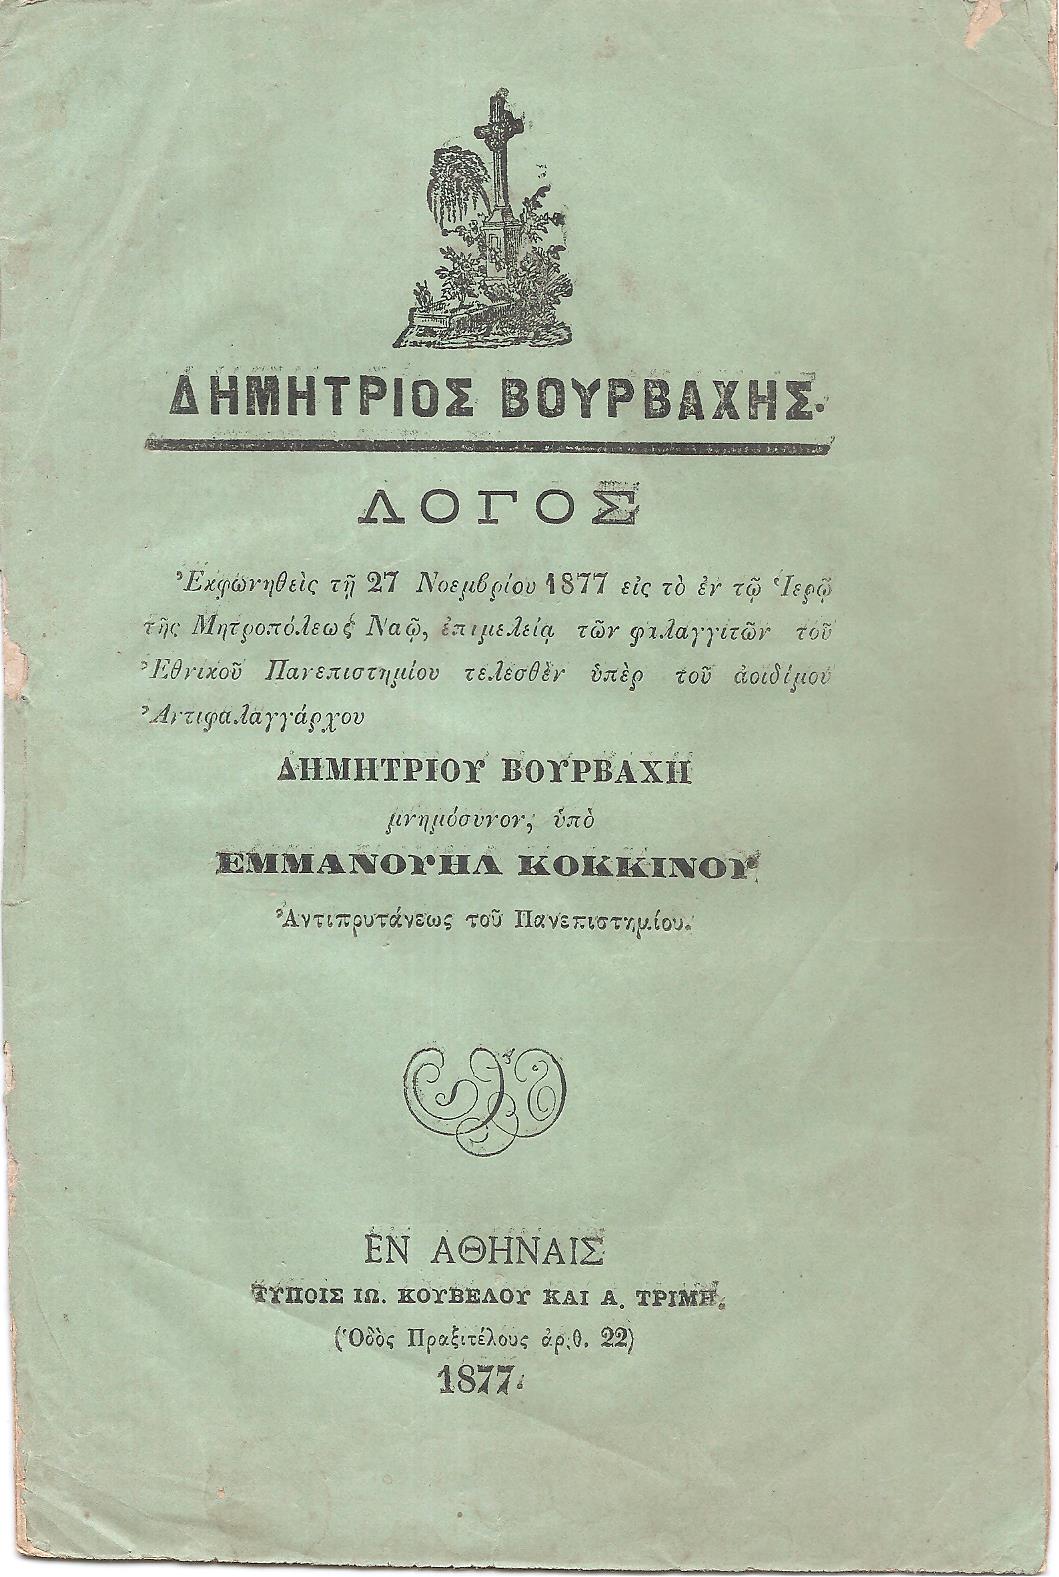 ΔΗΜΗΤΡΙΟΣ ΒΟΥΡΒΑΧΗΣ.
ΛΟΓΟΣ
Ἐκφωνηθεὶς τῇ 27 Νοεμβρίου 1877 εἰς τὸ ἐν τῷ Ἱερῷ
τῆς Μητροπόλεως Ναῷ, ἐπιμελείᾳ τῶν φαλαγγιτῶν τοῦ
Ἐθνικοῦ Πανεπιστημίου τελεσθὲν ὑπὲρ τοῦ ἀοιδίμου
Ἀντιφαλαγγάρχου
ΔΗΜΗΤΡΙΟΥ ΒΟΥΡΒΑΧΗ
μνημόσυνον, ὑπὸ
ΕΜΜΑΝΟΥΗΛ ΚΟΚΚΙΝΟΥ
Ἀντιπρυτάνεως τοῦ Πανεπιστημίου.
ΕΝ ΑΘΗΝΑΙΣ
ΤΥΠΟΙΣ ΙΩ. ΚΟΥΒΕΛΟΥ ΚΑΙ Α. ΤΡΙΜΗ.
(Ὁδὸς Πραξιτέλους ἀρ.θ. 22)
1877.